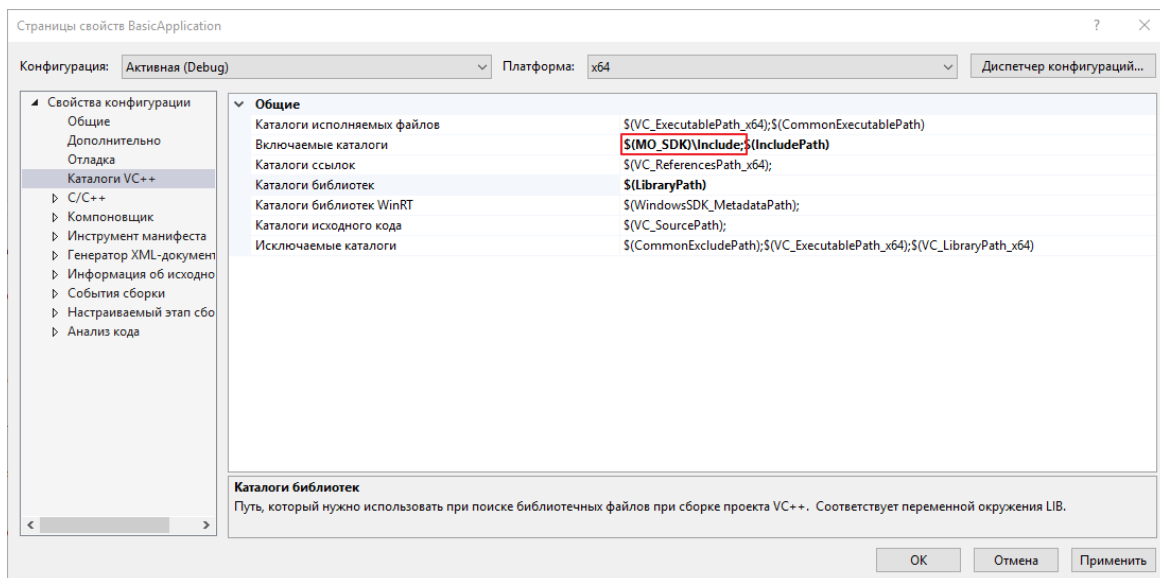 Страницы свойств BasicApplication ?
Конфигурация: Активная (Debug) Платформа: x64 Диспетчер конфигураций...
Свойства конфигурации
Общие
Дополнительно
Отладка
Каталоги VC++
C/C++
Компоновщик
Инструмент манифеста
Генератор XML-документ
Информация об исходно
События сборки
Настраиваемый этап сбо
Анализ кода
Общие
Каталоги исполняемых файлов $(VC_ExecutablePath_x64);$(CommonExecutablePath)
Включаемые каталоги $(MO_SDK)\Include;$(IncludePath)
Каталоги ссылок $(VC_ReferencesPath_x64);
Каталоги библиотек $(LibraryPath)
Каталоги библиотек WinRT $(WindowsSDK_MetadataPath);
Каталоги исходного кода $(VC_SourcePath);
Исключаемые каталоги $(CommonExcludePath);$(VC_ExecutablePath_x64);$(VC_LibraryPath_x64)
Каталоги библиотек
Путь, который нужно использовать при поиске библиотечных файлов при сборке проекта VC++. Соответствует переменной окружения LIB.
ОК Отмена Применить